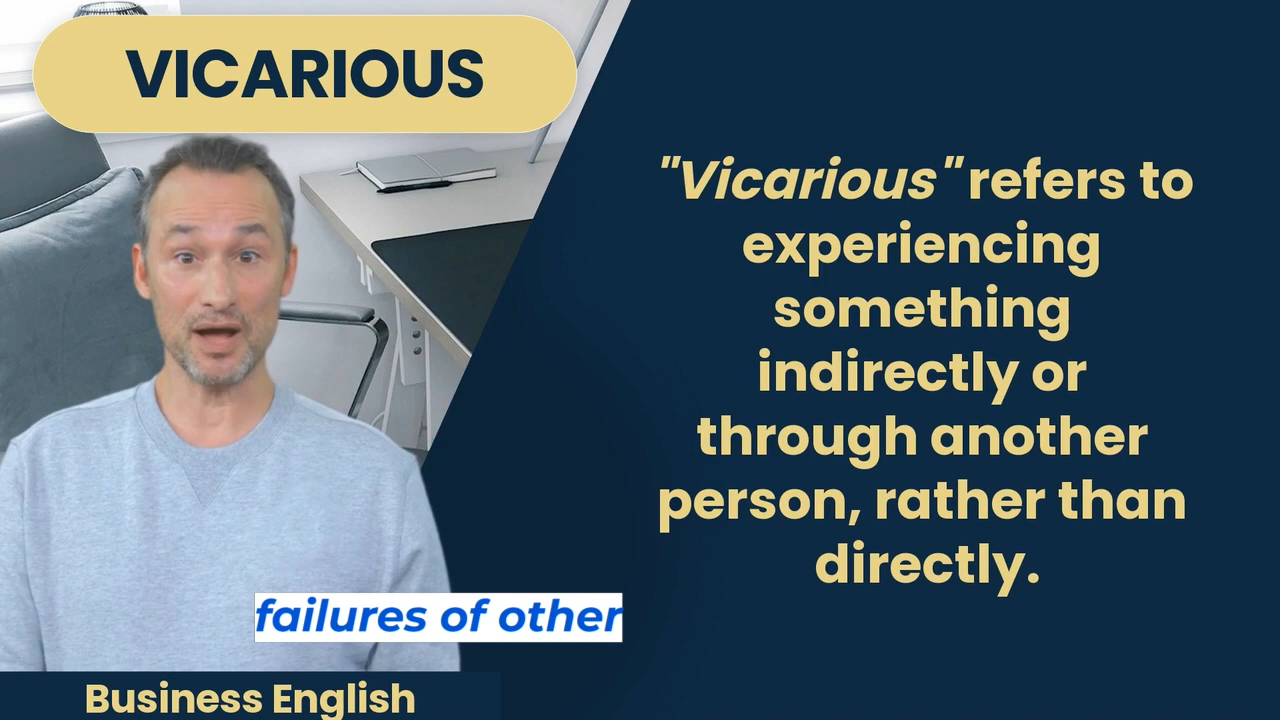 VICARIOUS
"Vicarious" refers to
experiencing
something
indirectly or
through another
person, rather than
directly.
failures of other
Business English